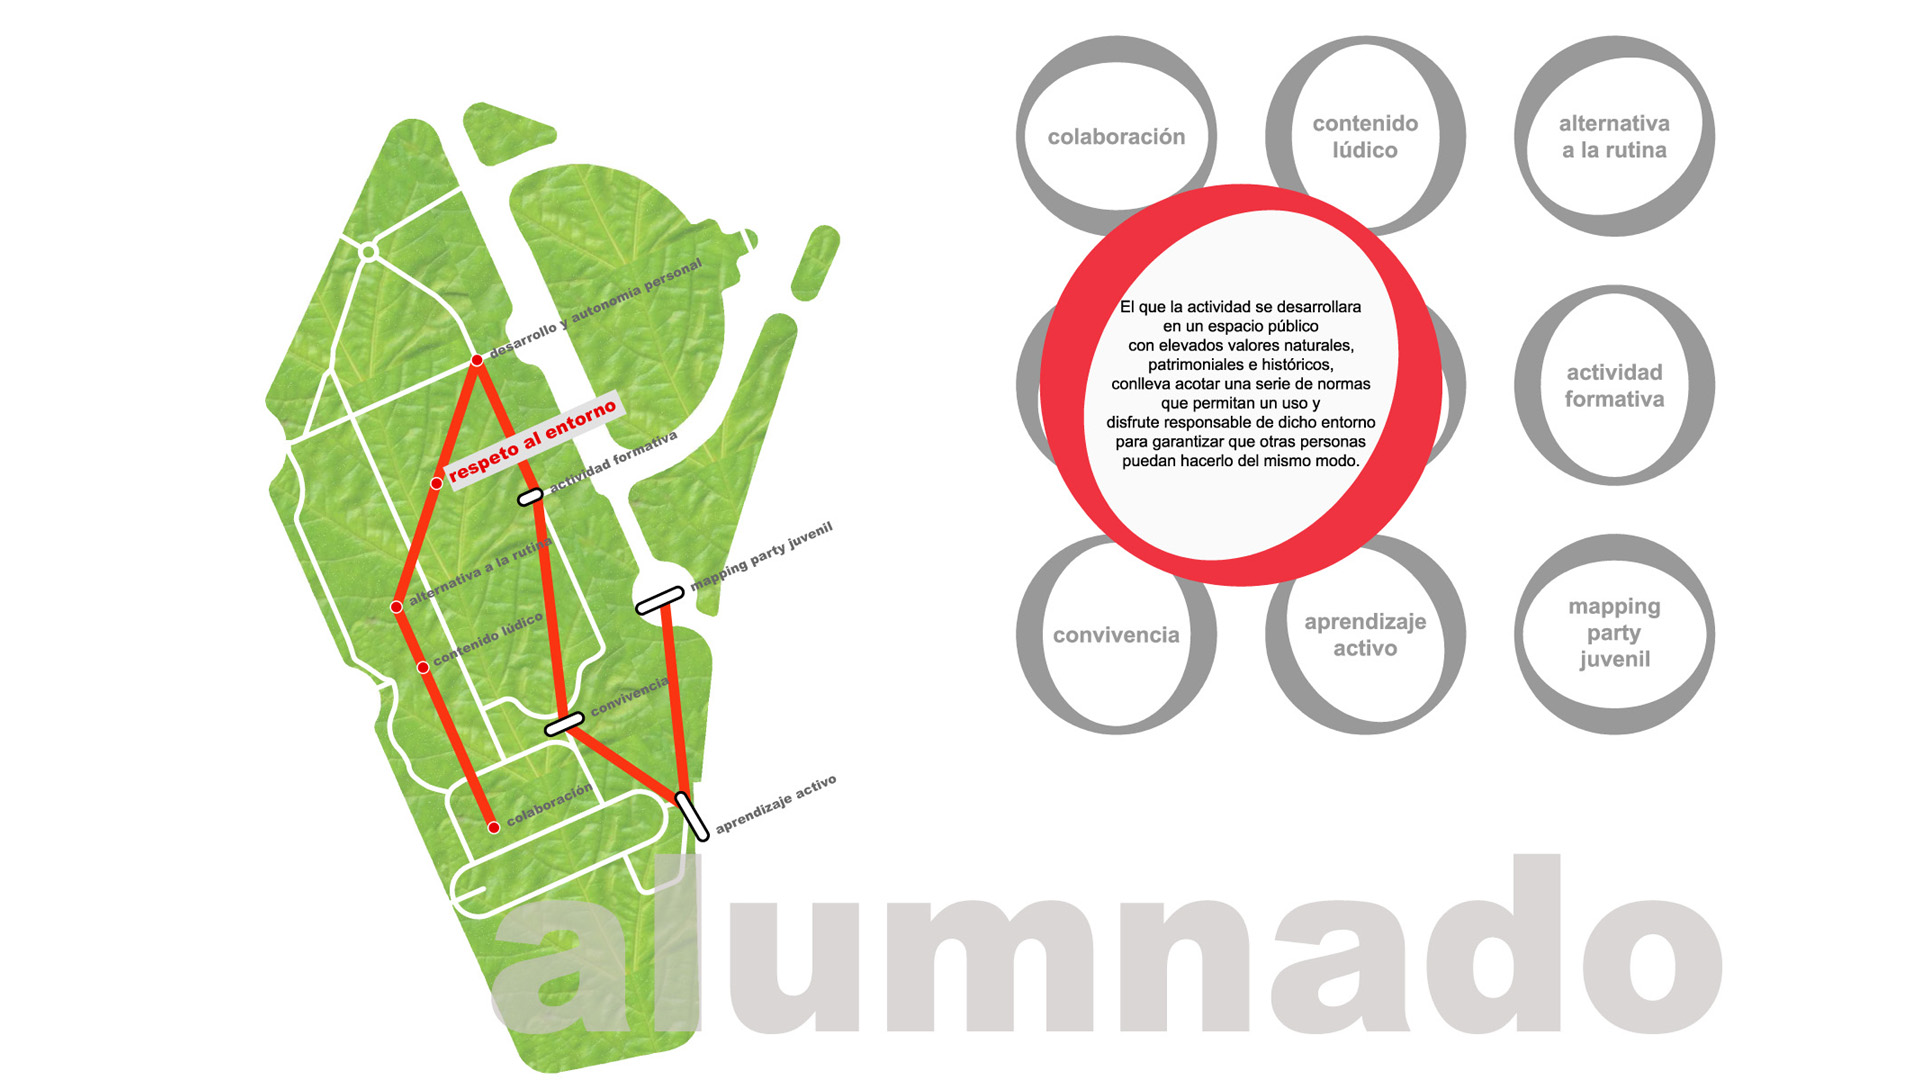 desarrollo y autonomía personal
respeto al entorno
actividad formativa
mapping party juvenil
alternativa a la rutina
contenido lúdico
convivencia
colaboración
aprendizaje activo
colaboración
contenido
lúdico
alternativa
a la rutina
El que la actividad se desarrollara
en un espacio público
con elevados valores naturales,
patrimoniales e históricos,
conlleva acotar una serie de normas
que permitan un uso y
disfrute responsable de dicho entorno
para garantizar que otras personas
puedan hacerlo del mismo modo.
actividad
formativa
convivencia
aprendizaje
activo
mapping
party
juvenil
alumnado